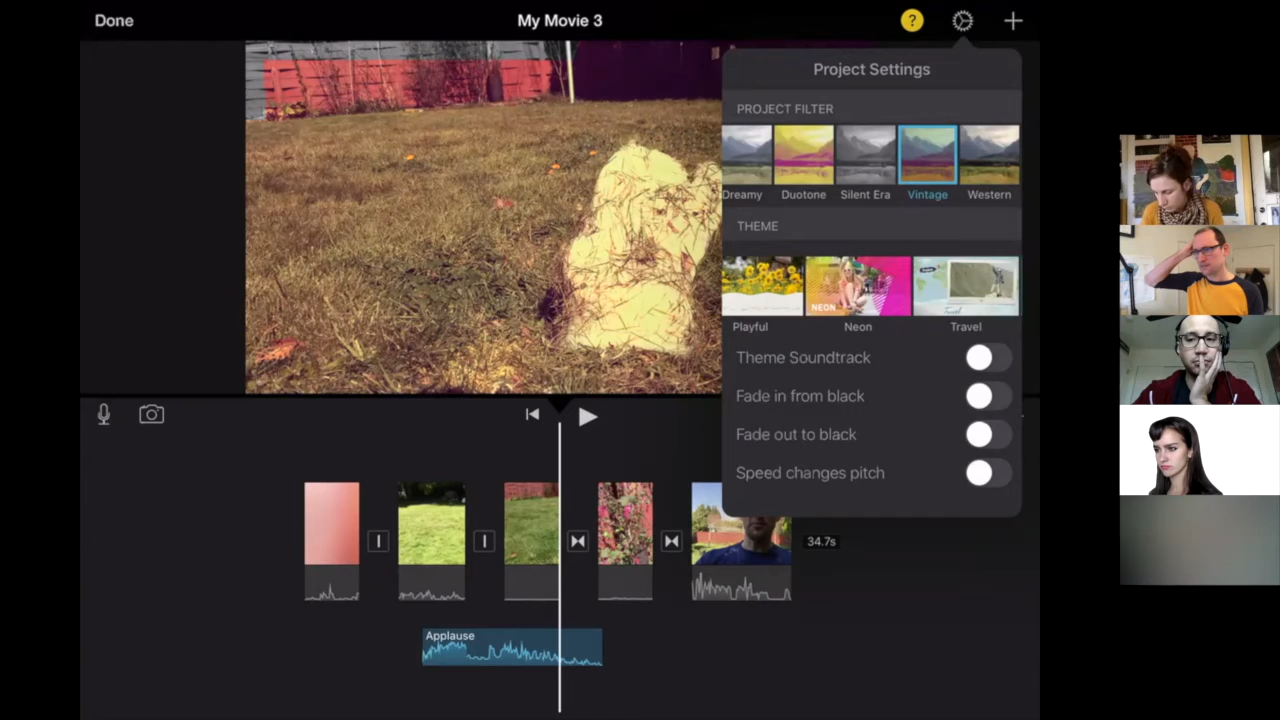 Done
My Movie 3
?
Project Settings
PROJECT FILTER
Dreamy
Duotone
Silent Era
Vintage
Western
THEME
NEON
Travel
Playful
Neon
Travel
Theme Soundtrack
Fade in from black
Fade out to black
Speed changes pitch
34.7s
Applause